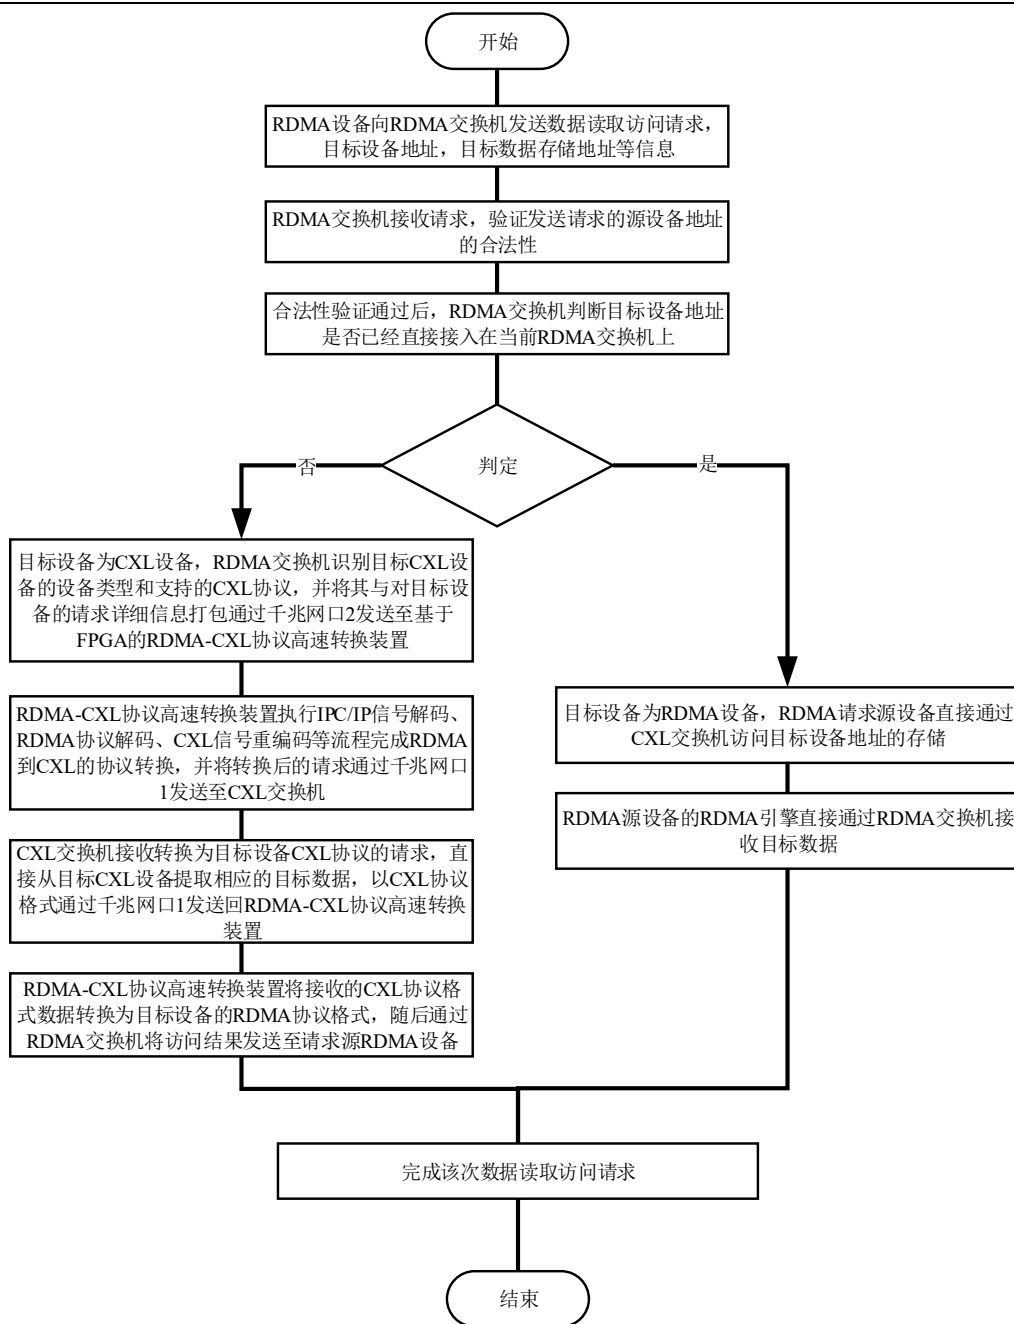 开始
RDMA设备向RDMA交换机发送数据读取访问请求，
目标设备地址，目标数据存储地址等信息
RDMA交换机接收请求，验证发送请求的源设备地址
的合法性
合法性验证通过后，RDMA交换机判断目标设备地址
是否已经直接接入在当前RDMA交换机上
判定
否
是
目标设备为CXL设备，RDMA交换机识别目标CXL设
备的设备类型和支持的CXL协议，并将其与对目标设
备的请求详细信息打包通过千兆网口2发送至基于
FPGA的RDMA-CXL协议高速转换装置
RDMA-CXL协议高速转换装置执行IPC/IP信号解码、
RDMA协议解码、CXL信号重编码等流程完成RDMA
到CXL的协议转换，并将转换后的请求通过千兆网口
1发送至CXL交换机
CXL交换机接收转换为目标设备CXL协议的请求，直
接从目标CXL设备提取相应的目标数据，以CXL协议
格式通过千兆网口1发送回RDMA-CXL协议高速转换
装置
RDMA-CXL协议高速转换装置将接收的CXL协议格
式数据转换为目标设备的RDMA协议格式，随后通过
RDMA交换机将访问结果发送至请求源RDMA设备
目标设备为RDMA设备，RDMA请求源设备直接通过
CXL交换机访问目标设备地址的存储
RDMA源设备的RDMA引擎直接通过RDMA交换机接
收目标数据
完成该次数据读取访问请求
结束